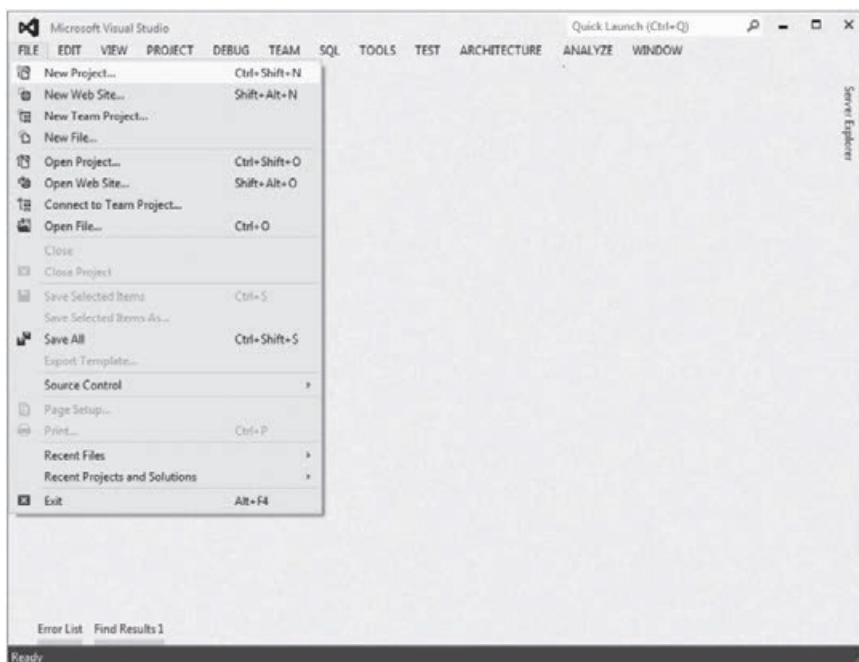 Microsoft Visual Studio
Quick Launch (Ctrl+Q)
FILE EDIT VIEW PROJECT DEBUG TEAM SQL TOOLS TEST ARCHITECTURE ANALYZE WINDOW
New Project... Ctrl+Shift+N
New Web Site... Shift+Alt+N
New Team Project...
New File...
Open Project... Ctrl+Shift+O
Open Web Site... Shift+Alt+O
Connect to Team Project...
Open File... Ctrl+O
Close
Close Project
Save Selected Items Ctrl+S
Save Selected Items As...
Save All Ctrl+Shift+S
Export Template...
Source Control
Page Setup...
Print... Ctrl+P
Recent Files
Recent Projects and Solutions
Exit Alt+F4
Server Explorer
Error List Find Results 1
Ready